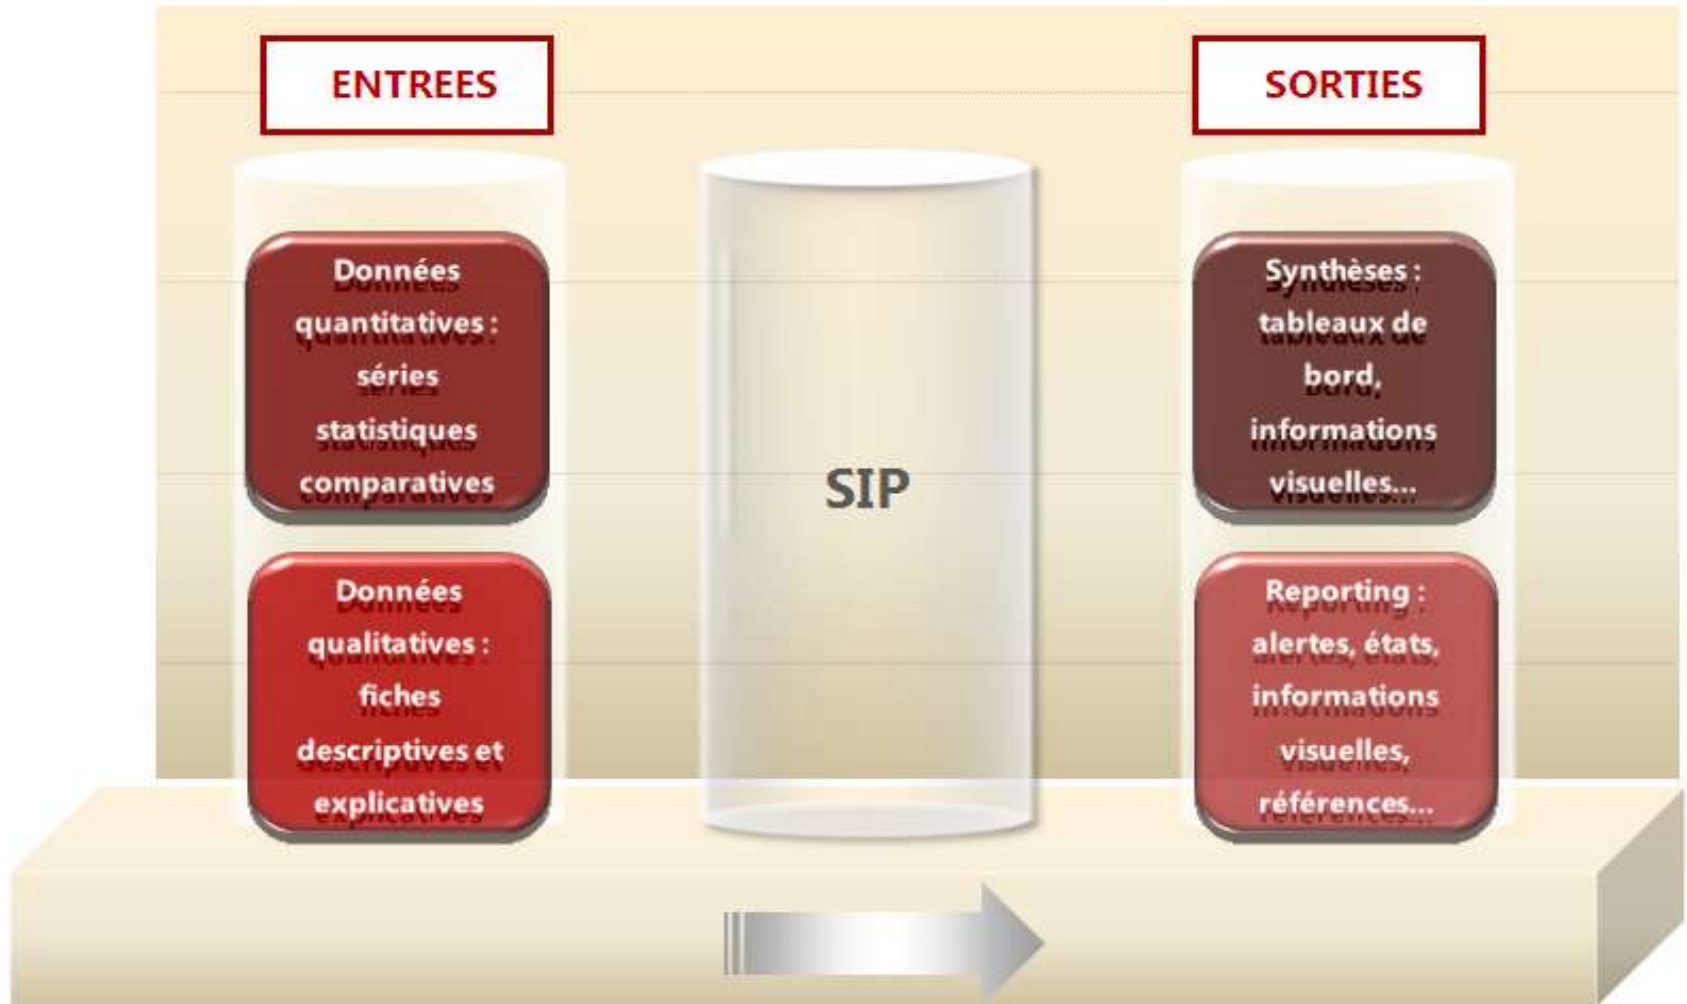 ENTREES
SORTIES
Données
quantitatives :
séries
statistiques
comparatives
Données
qualitatives :
fiches
descriptives et
explicatives
SIP
Synthèses :
tableaux de
bord,
informations
visuelles...
Reporting :
alertes, états,
informations
visuelles,
références...